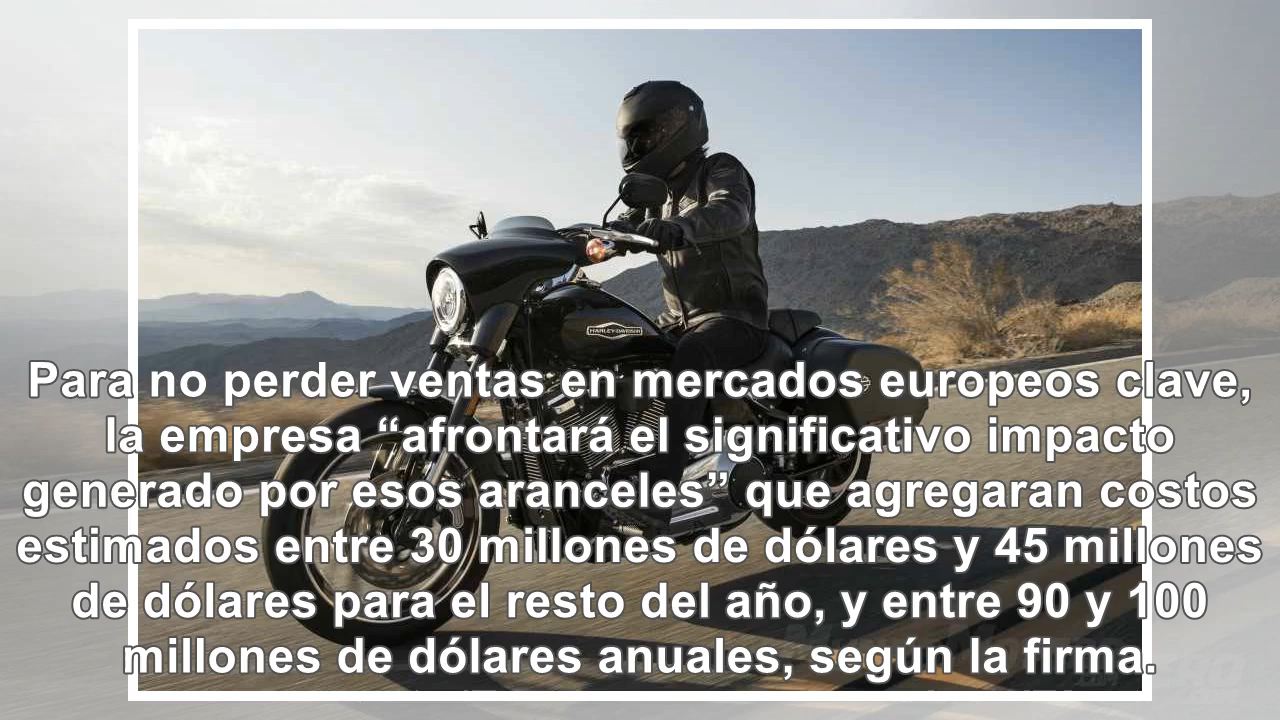 HARLEY-DAVIDSON
Para no perder ventas en mercados europeos clave,
la empresa “afrontará el significativo impacto
generado por esos aranceles” que agregaran costos
estimados entre 30 millones de dólares y 45 millones
de dólares para el resto del año, y entre 90 y 100
millones de dólares anuales, según la firma.